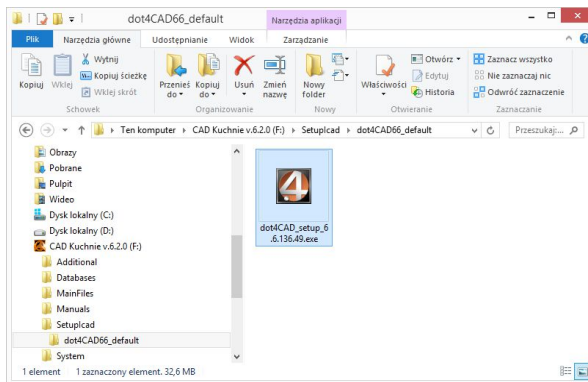 dot4CAD66_default
Narzędzia aplikacji
Plik
Narzędzia główne
Udostępnianie
Widok
Zarządzanie
Kopiuj
Wklej
Wytnij
Kopiuj ścieżkę
Wklej skrót
Schowek
Przenieś do
Kopiuj do
Usuń
Zmień nazwę
Organizowanie
Nowy folder
Nowy
Właściwości
Otwórz
Edytuj
Historia
Otwieranie
Zaznacz wszystko
Nie zaznaczaj nic
Odwróć zaznaczenie
Zaznaczanie
Ten komputer
CAD Kuchnie v.6.2.0 (F:)
Setuplcad
dot4CAD66_default
Przeszukaj:...
Obrazy
Pobrane
Pulpit
Wideo
Dysk lokalny (C:)
Dysk lokalny (D:)
CAD Kuchnie v.6.2.0 (F:)
Additional
Databases
MainFiles
Manuals
Setuplcad
dot4CAD66_default
System
.4
dot4CAD_setup_6
.6.136.49.exe
1 element
1 zaznaczony element. 32,6 MB